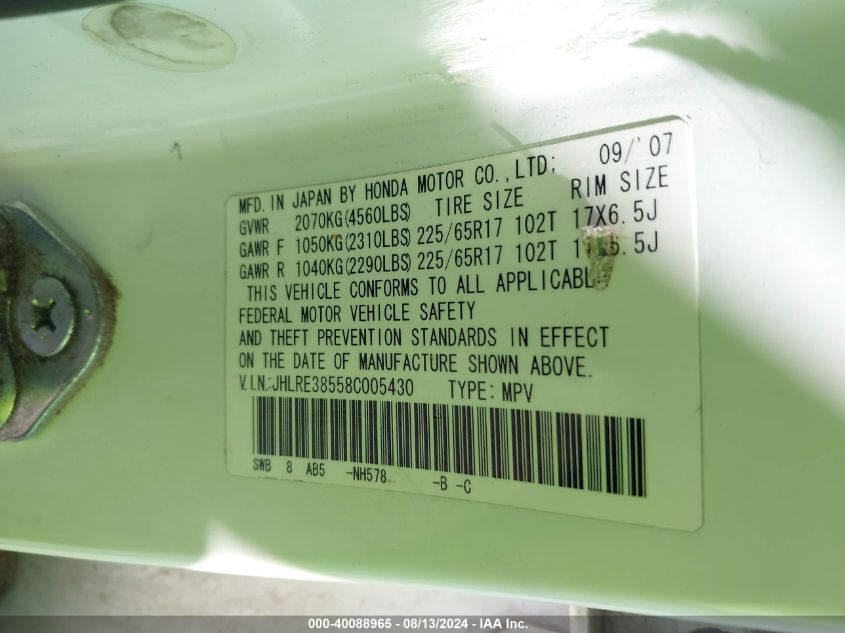 MFD. IN JAPAN BY HONDA MOTOR CO.,LTD; 09/'07
GVWR 2070KG(4560LBS) TIRE SIZE RIM SIZE
GAWR F 1050KG(2310LBS) 225/65R17 102T 17X6.5J
GAWR R 1040KG(2290LBS) 225/65R17 102T 6.5J
THIS VEHICLE CONFORMS TO ALL APPLICABL
FEDERAL MOTOR VEHICLE SAFETY
AND THEFT PREVENTION STANDARDS IN EFFECT
ON THE DATE OF MANUFACTURE SHOWN ABOVE.
V.I.N.:JHLRE38558C005430 TYPE: MPV
SWB 8 AB5 -NH578 -B -C
000-40088965 - 08/13/2024 - IAA Inc.